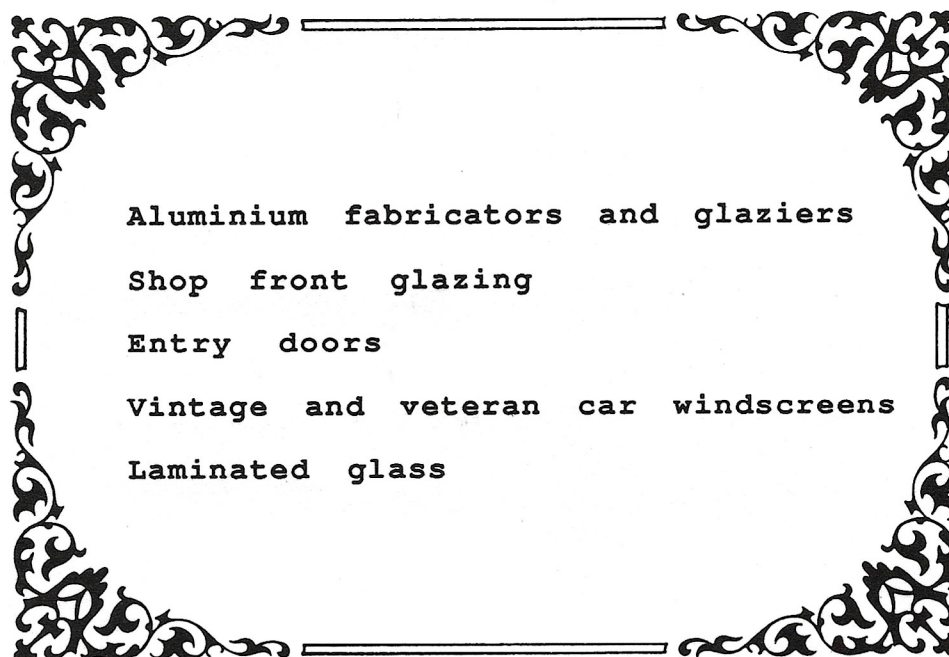 Aluminium fabricators and glaziers
Shop front glazing
Entry doors
Vintage and veteran car windscreens
Laminated glass